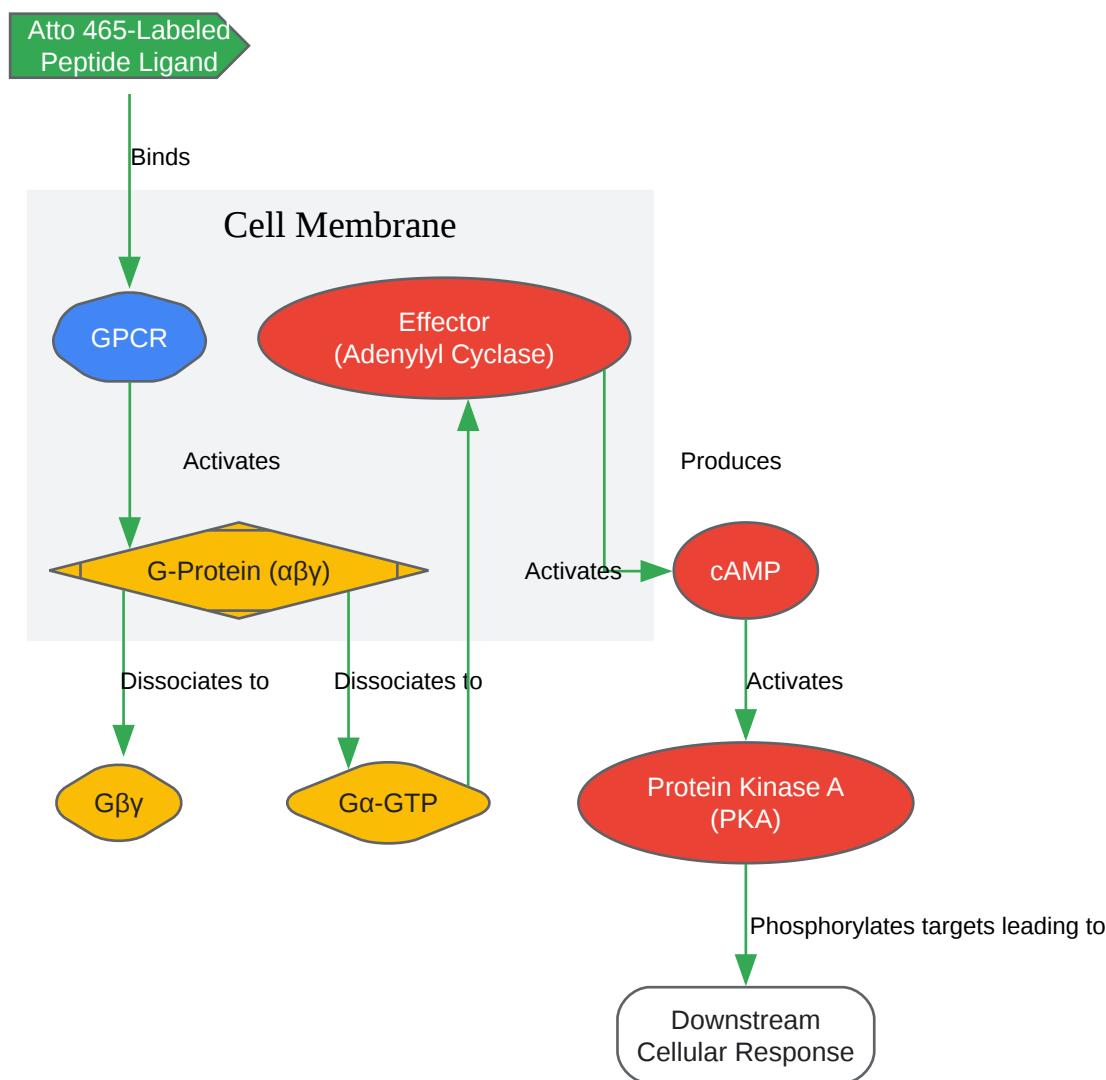 Atto 465-Labeled
Peptide Ligand
Binds
Cell Membrane
GPCR
Effector
(Adenylyl Cyclase)
Activates
Produces
G-Protein (αβγ)
Activates
cAMP
Dissociates to
Dissociates to
Activates
Gβγ
Gα-GTP
Protein Kinase A
(PKA)
Phosphorylates targets leading to
Downstream
Cellular Response